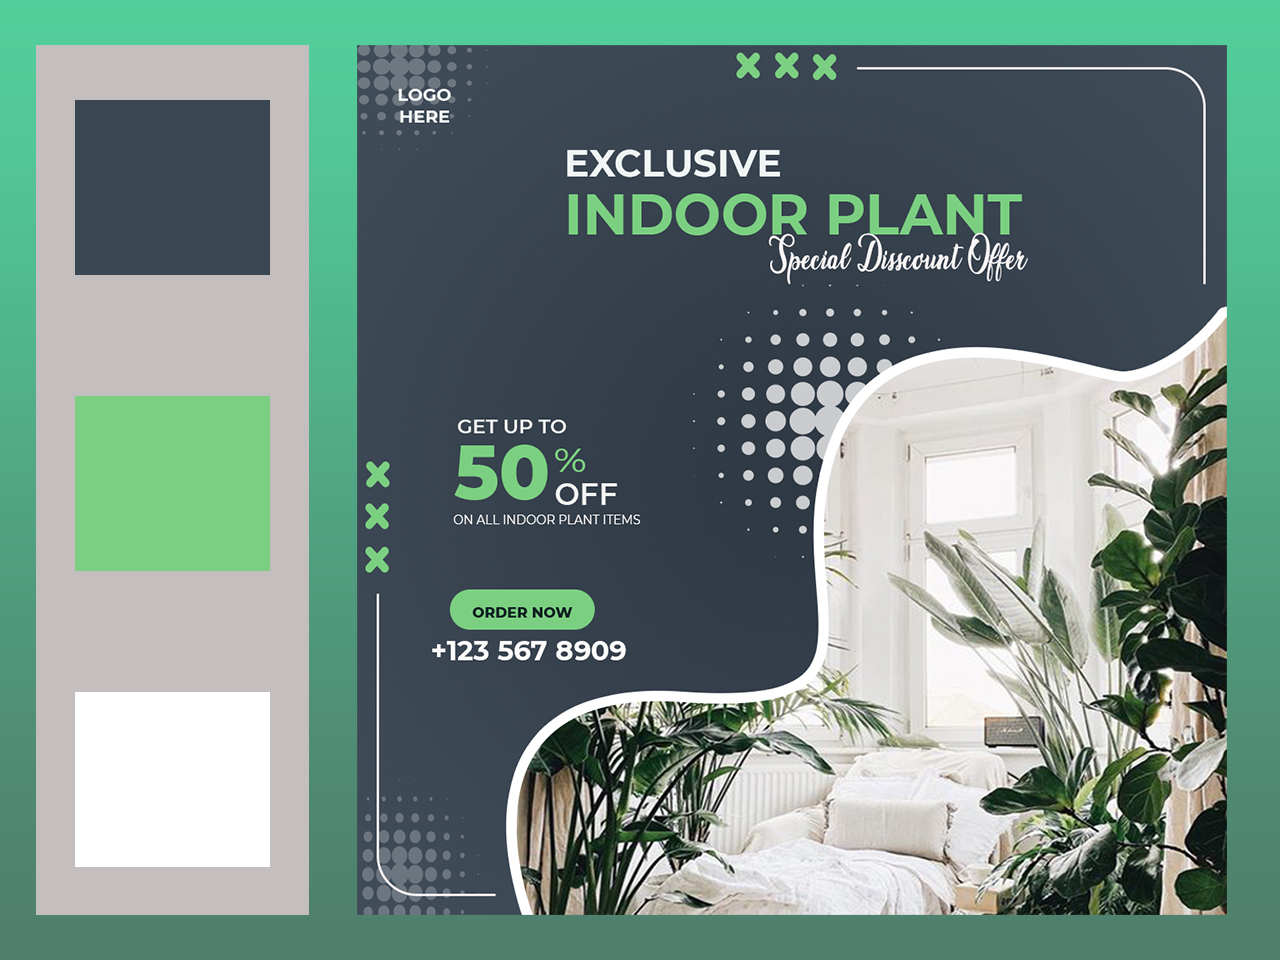 LOGO
HERE
EXCLUSIVE
INDOOR PLANT
Special Disscount Offer
GET UP TO
50%
OFF
ON ALL INDOOR PLANT ITEMS
ORDER NOW
+123 567 8909